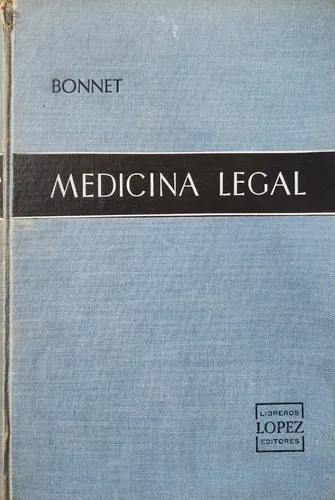 BONNET
MEDICINA LEGAL
LIBREROS
LOPEZ
EDITORES